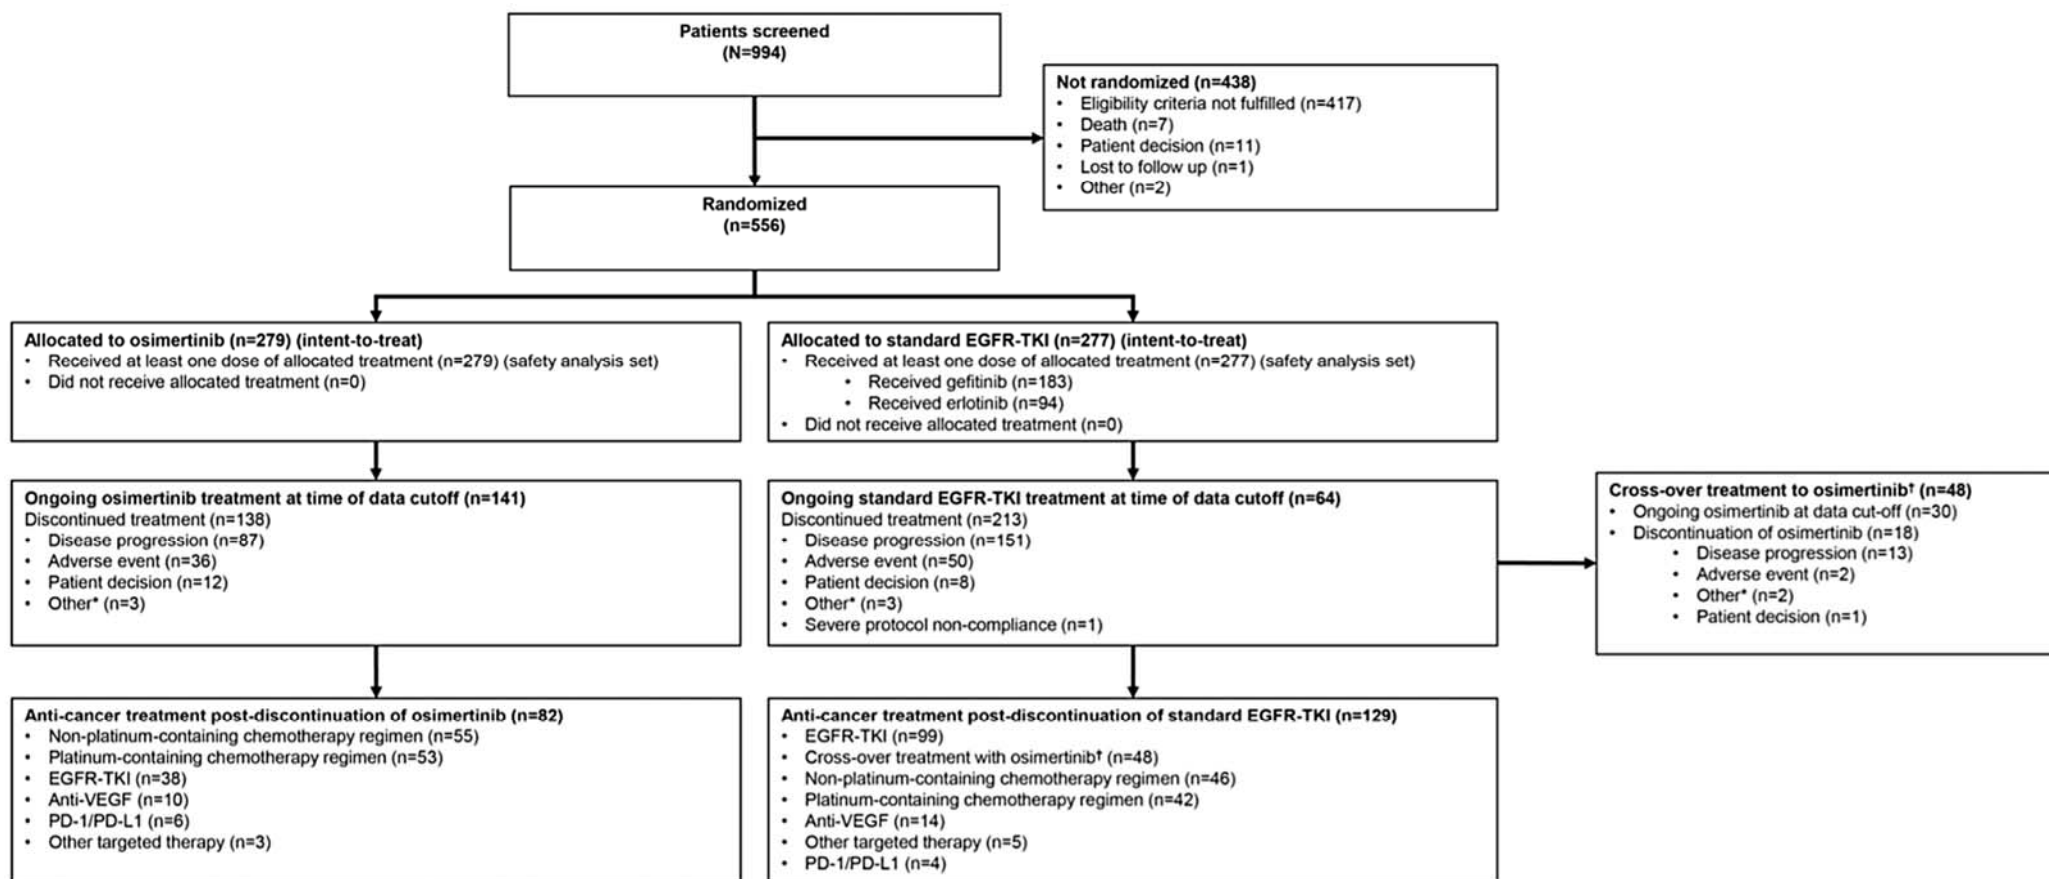 Patients screened
(N=994)
Not randomized (n=438)
• Eligibility criteria not fulfilled (n=417)
• Death (n=7)
• Patient decision (n=11)
• Lost to follow up (n=1)
• Other (n=2)
Randomized
(n=556)
Allocated to osimertinib (n=279) (intent-to-treat)
• Received at least one dose of allocated treatment (n=279) (safety analysis set)
• Did not receive allocated treatment (n=0)
Allocated to standard EGFR-TKI (n=277) (intent-to-treat)
• Received at least one dose of allocated treatment (n=277) (safety analysis set)
• Received gefitinib (n=183)
• Received erlotinib (n=94)
• Did not receive allocated treatment (n=0)
Ongoing osimertinib treatment at time of data cutoff (n=141)
Discontinued treatment (n=138)
• Disease progression (n=87)
• Adverse event (n=36)
• Patient decision (n=12)
• Other* (n=3)
Ongoing standard EGFR-TKI treatment at time of data cutoff (n=64)
Discontinued treatment (n=213)
• Disease progression (n=151)
• Adverse event (n=50)
• Patient decision (n=8)
• Other* (n=3)
• Severe protocol non-compliance (n=1)
Cross-over treatment to osimertinib† (n=48)
• Ongoing osimertinib at data cut-off (n=30)
• Discontinuation of osimertinib (n=18)
• Disease progression (n=13)
• Adverse event (n=2)
• Other* (n=2)
• Patient decision (n=1)
Anti-cancer treatment post-discontinuation of osimertinib (n=82)
• Non-platinum-containing chemotherapy regimen (n=55)
• Platinum-containing chemotherapy regimen (n=53)
• EGFR-TKI (n=38)
• Anti-VEGF (n=10)
• PD-1/PD-L1 (n=6)
• Other targeted therapy (n=3)
Anti-cancer treatment post-discontinuation of standard EGFR-TKI (n=129)
• EGFR-TKI (n=99)
• Cross-over treatment with osimertinib† (n=48)
• Non-platinum-containing chemotherapy regimen (n=46)
• Platinum-containing chemotherapy regimen (n=42)
• Anti-VEGF (n=14)
• Other targeted therapy (n=5)
• PD-1/PD-L1 (n=4)